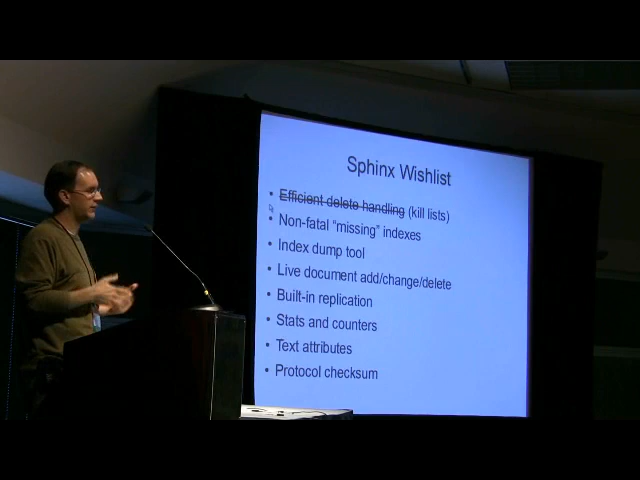 Sphinx Wishlist
• Efficient delete handling (kill lists)
• Non-fatal “missing” indexes
• Index dump tool
• Live document add/change/delete
• Built-in replication
• Stats and counters
• Text attributes
• Protocol checksum